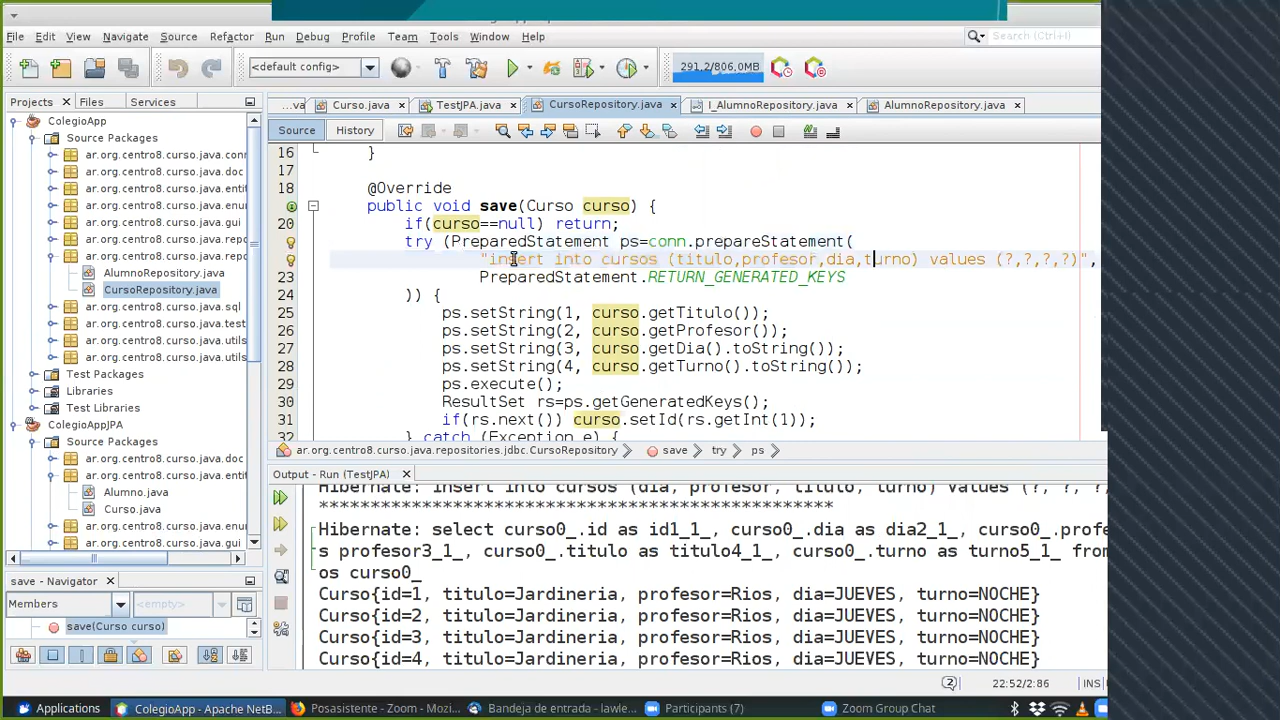 File Edit View Navigate Source Refactor Run Debug Profile Team Tools Window Help
Search (Ctrl+I)
<default config>
291,2/806,0MB
Projects Files Services
...va Curso.java TestJPA.java CursoRepository.java I_AlumnoRepository.java AlumnoRepository.java
Source History
ColegioApp
Source Packages
ar.org.centro8.curso.java.conn
ar.org.centro8.curso.java.doc
ar.org.centro8.curso.java.entit
ar.org.centro8.curso.java.enur
ar.org.centro8.curso.java.gui
ar.org.centro8.curso.java.repo
ar.org.centro8.curso.java.repo
AlumnoRepository.java
CursoRepository.java
ar.org.centro8.curso.java.sql
ar.org.centro8.curso.java.test
ar.org.centro8.curso.java.utils
ar.org.centro8.curso.java.utils
Test Packages
Libraries
Test Libraries
ColegioAppJPA
Source Packages
ar.org.centro8.curso.java.doc
ar.org.centro8.curso.java.entit
Alumno.java
Curso.java
ar.org.centro8.curso.java.enur
ar.org.centro8.curso.java.gui
save - Navigator
Members <empty>
save(Curso curso)
16 }
17
18 @Override
public void save(Curso curso) {
20 if(curso==null) return;
try (PreparedStatement ps=conn.prepareStatement(
"insert into cursos (titulo,profesor,dia,turno) values (?,?,?,?)",
23 PreparedStatement.RETURN_GENERATED_KEYS
24 )) {
25 ps.setString(1, curso.getTitulo());
26 ps.setString(2, curso.getProfesor());
27 ps.setString(3, curso.getDia().toString());
28 ps.setString(4, curso.getTurno().toString());
29 ps.execute();
30 ResultSet rs=ps.getGeneratedKeys();
31 if(rs.next()) curso.setId(rs.getInt(1));
32 } catch (Exception e) {
ar.org.centro8.curso.java.repositories.jdbc.CursoRepository save try ps
Output - Run (TestJPA)
Hibernate: insert into cursos (dia, profesor, titulo, turno) values (?, ?, ?,
*************************************************
Hibernate: select curso0_.id as id1_1_, curso0_.dia as dia2_1_, curso0_.profe
s profesor3_1_, curso0_.titulo as titulo4_1_, curso0_.turno as turno5_1_ from
os curso0_
Curso{id=1, titulo=Jardineria, profesor=Rios, dia=JUEVES, turno=NOCHE}
Curso{id=2, titulo=Jardineria, profesor=Rios, dia=JUEVES, turno=NOCHE}
Curso{id=3, titulo=Jardineria, profesor=Rios, dia=JUEVES, turno=NOCHE}
Curso{id=4, titulo=Jardineria, profesor=Rios, dia=JUEVES, turno=NOCHE}
2 22:52/2:86 INS
Applications ColegioApp - Apache NetB... Posasistente - Zoom - Mozi... Bandeja de entrada - lawle... Participants (7) Zoom Group Chat